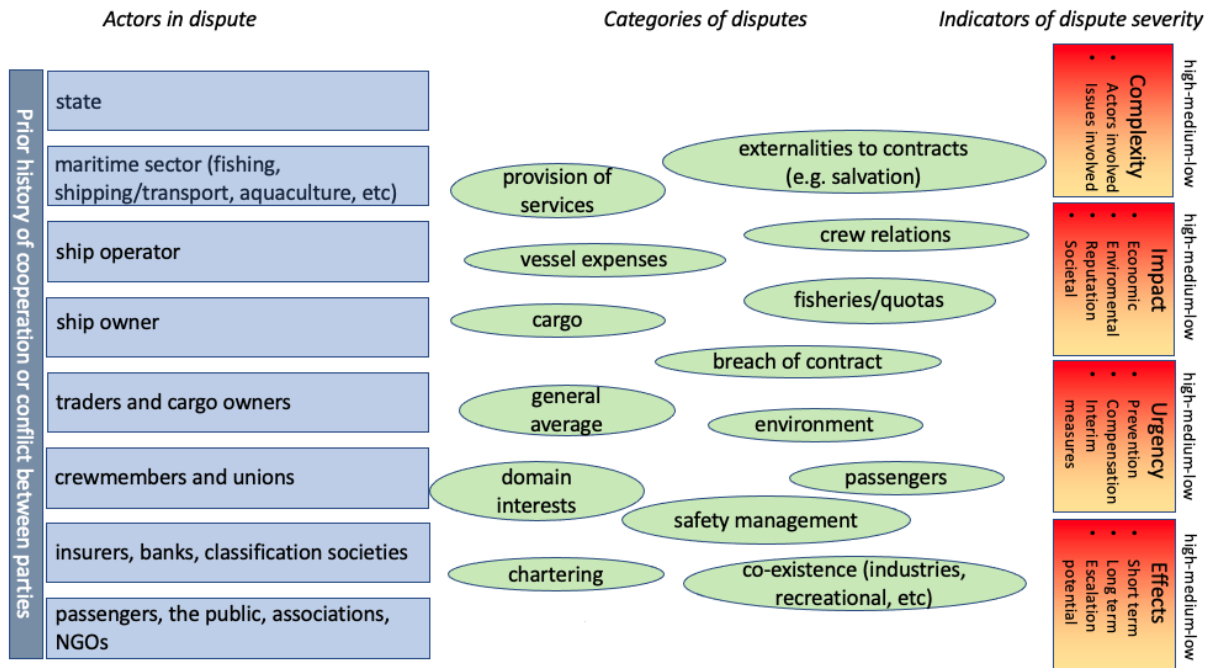 Actors in dispute
Categories of disputes
Indicators of dispute severity
Prior history of cooperation or conflict between parties
state
maritime sector (fishing,
shipping/transport, aquaculture, etc)
ship operator
ship owner
traders and cargo owners
crewmembers and unions
insurers, banks, classification societies
passengers, the public, associations,
NGOs
externalities to contracts
(e.g. salvation)
provision of
services
crew relations
vessel expenses
fisheries/quotas
cargo
breach of contract
general
average
environment
domain
interests
passengers
safety management
chartering
co-existence (industries,
recreational, etc)
Complexity
• Actors involved
• Issues involved
high-medium-low
Impact
• Economic
• Enviromental
• Reputation
• Societal
high-medium-low
Urgency
• Prevention
• Compensation
• Interim
measures
high-medium-low
Effects
• Short term
• Long term
• Escalation
potential
high-medium-low